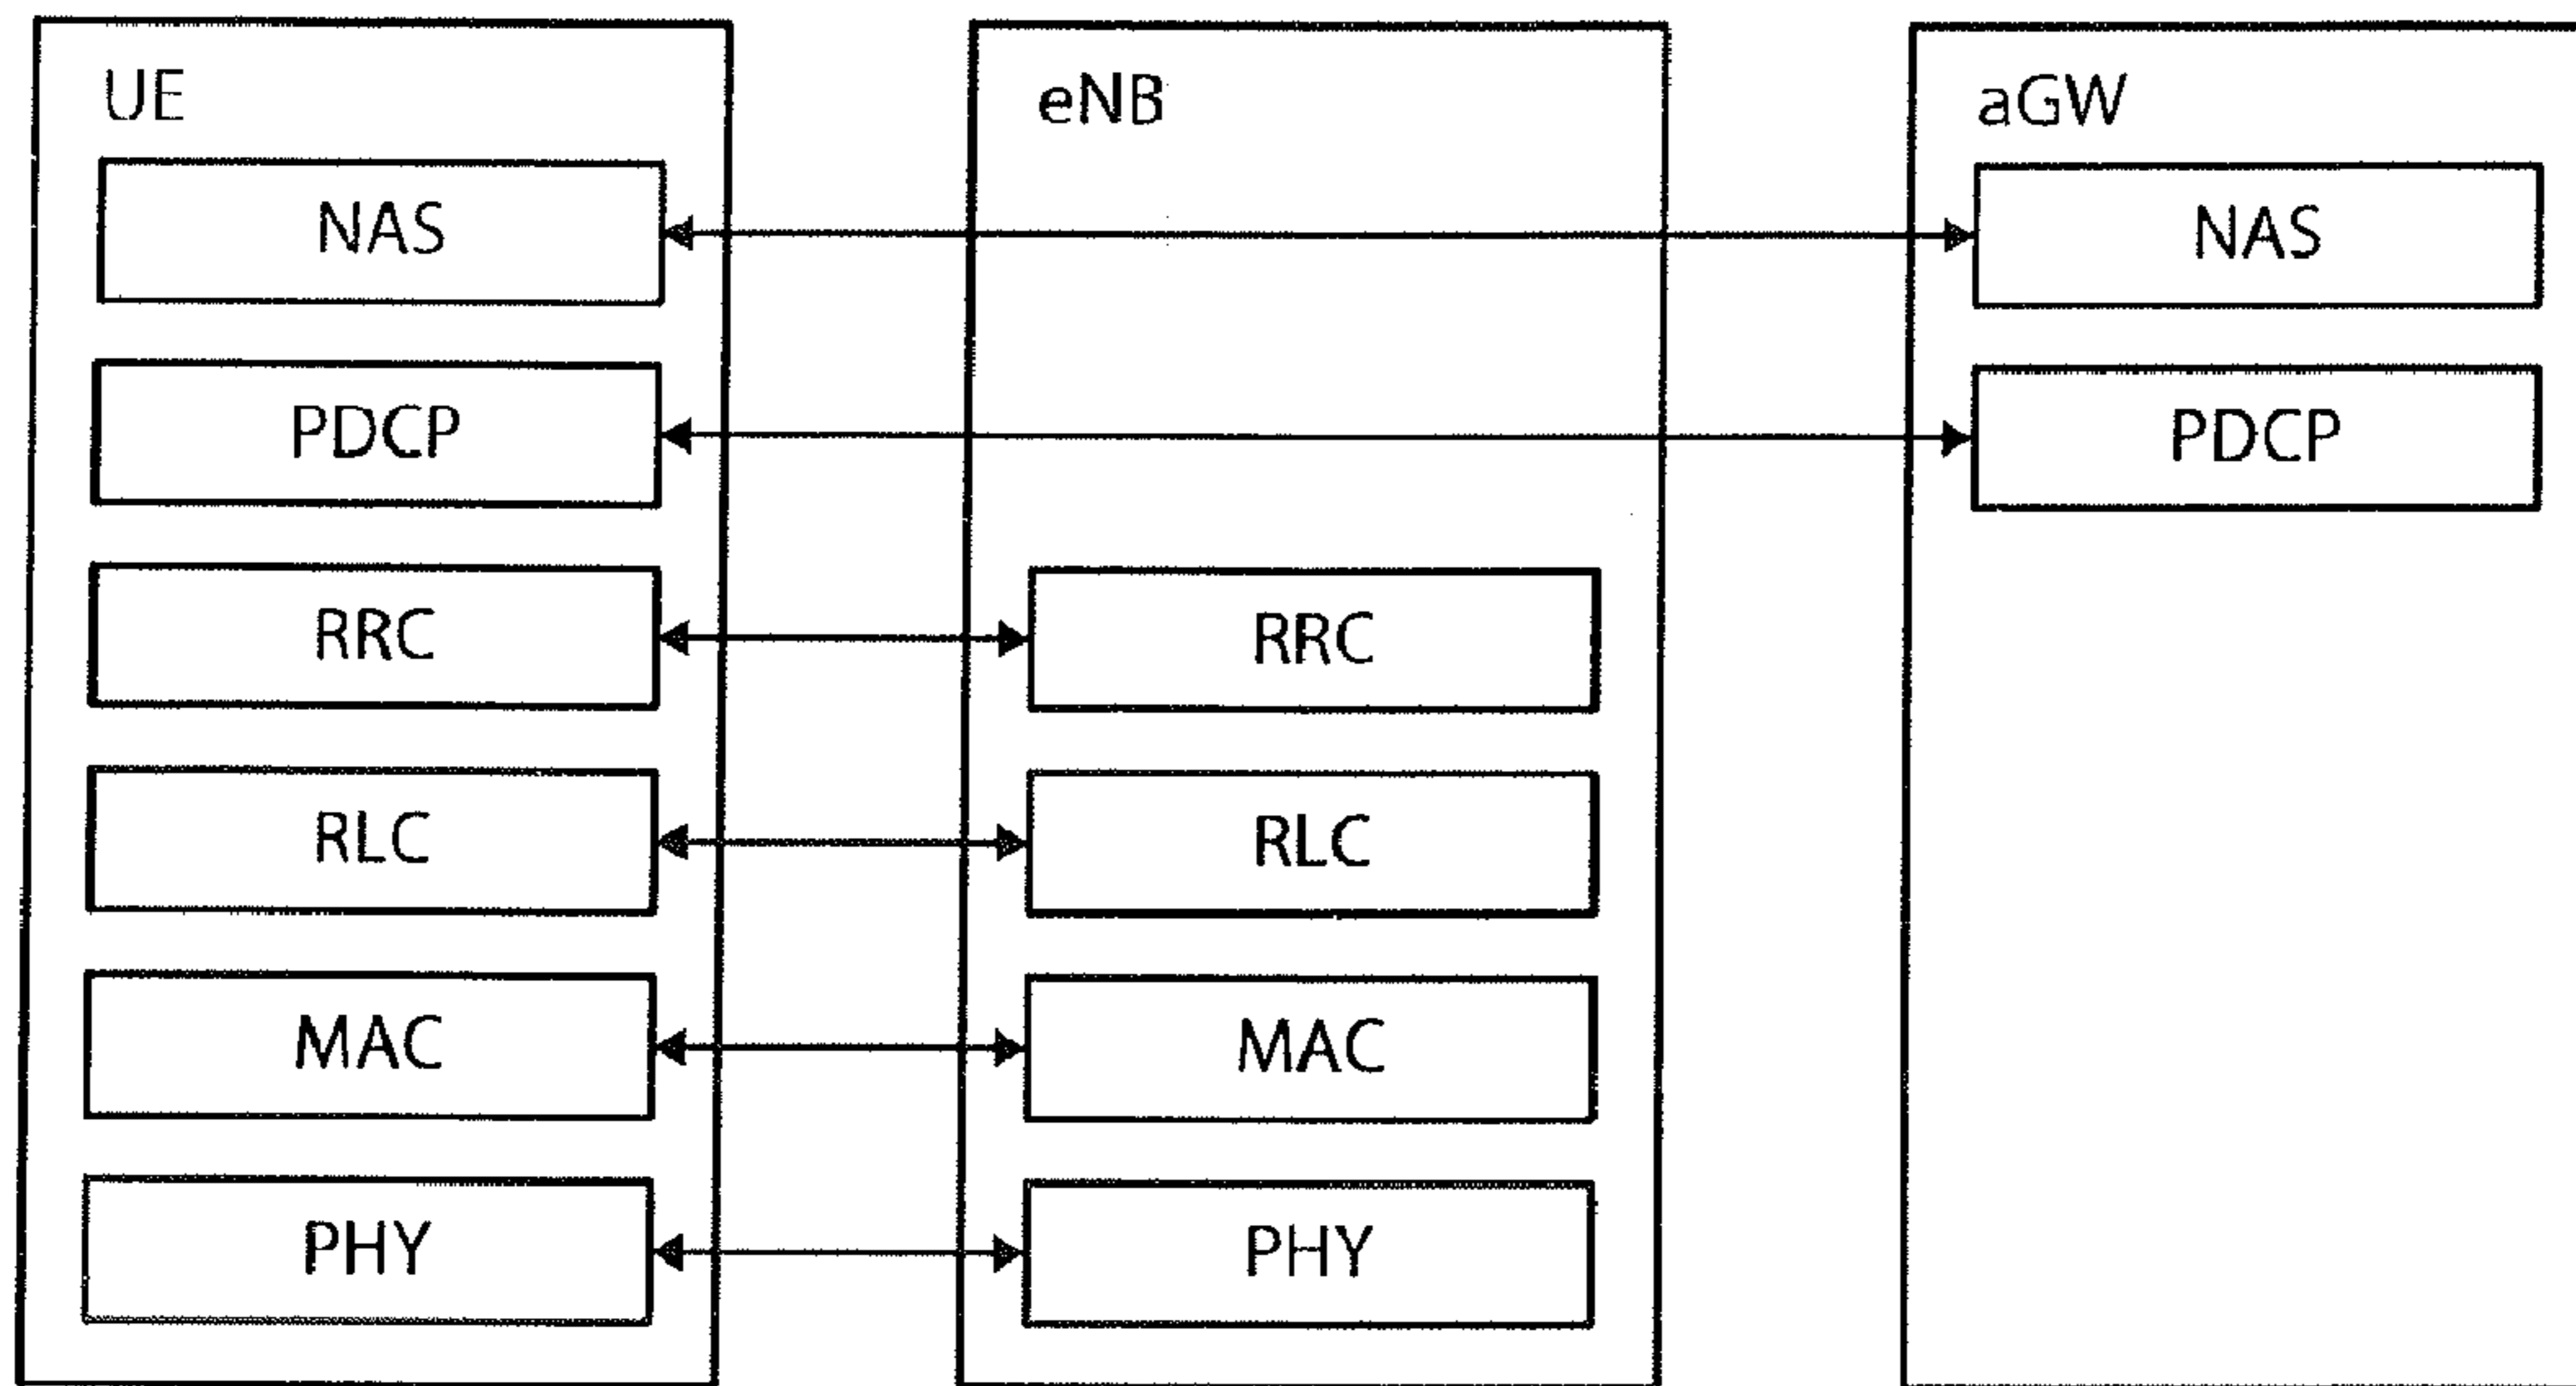 UE
NAS
PDCP
RRC
RLC
MAC
PHY
eNB
RRC
RLC
MAC
PHY
aGW
NAS
PDCP